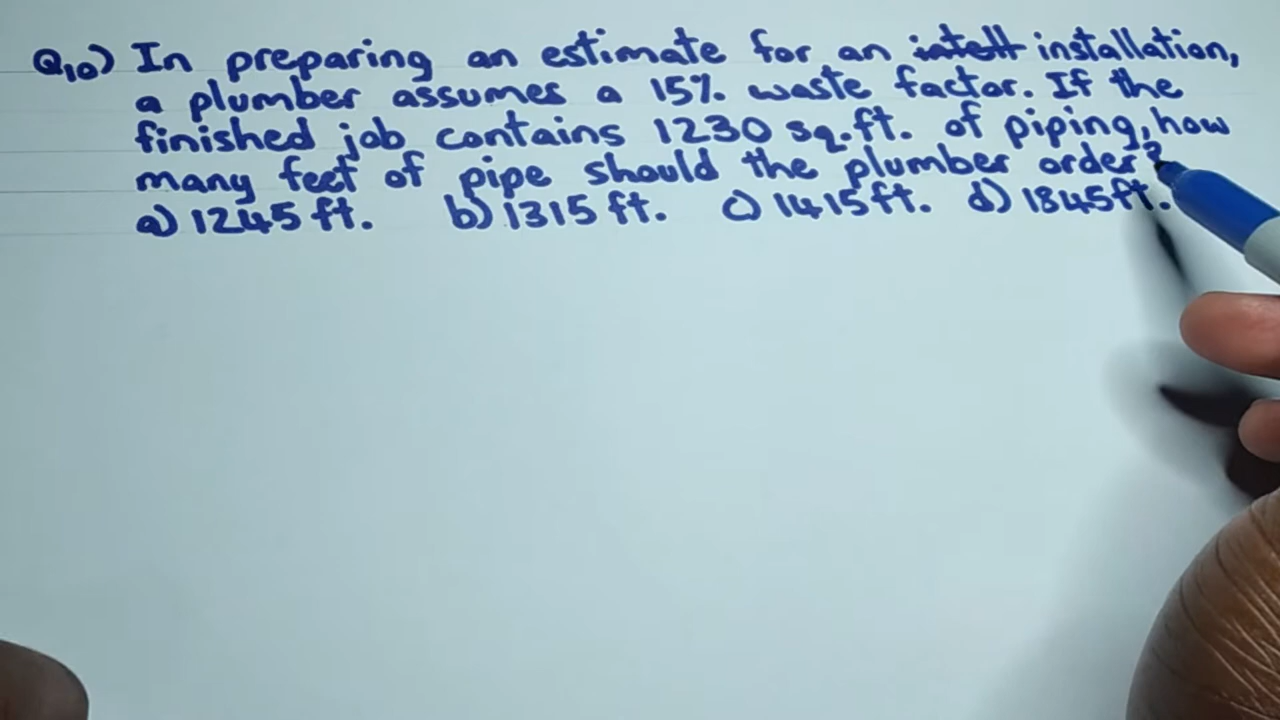 Q10) In preparing an estimate for an intell installation,
a plumber assumes a 15% waste factor. If the
finished job contains 1230 sq.ft. of piping, how
many feet of pipe should the plumber order?
a) 1245 ft. b) 1315 ft. c) 1415 ft. d) 1845 ft.